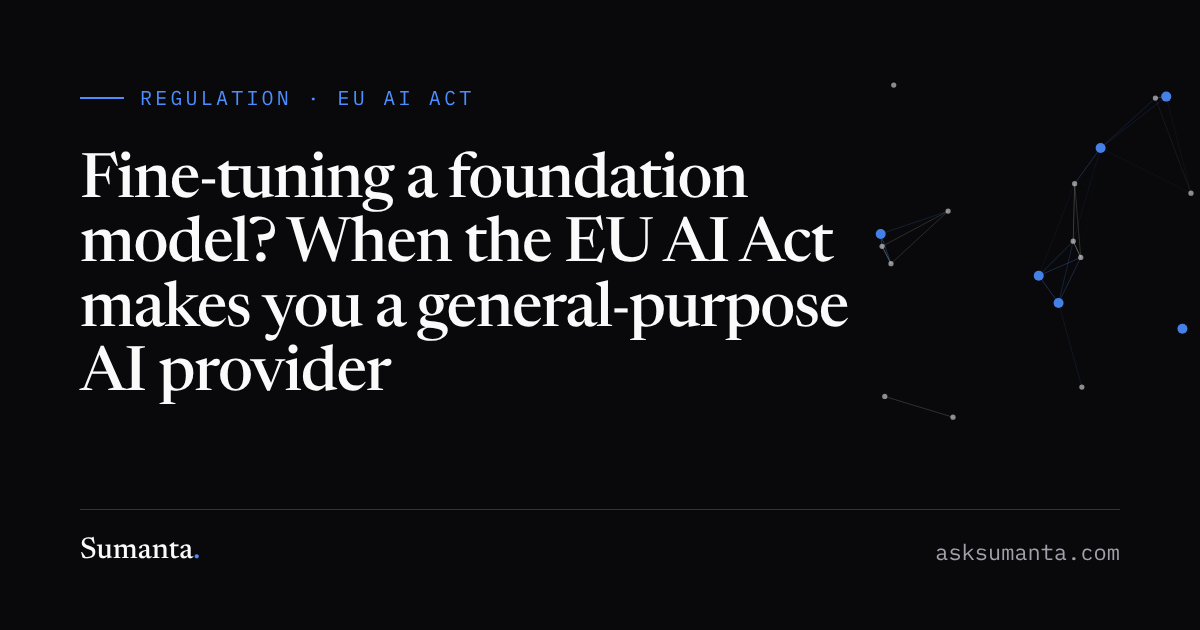 REGULATION · EU AI ACT
Fine-tuning a foundation
model? When the EU AI Act
makes you a general-purpose
AI provider
Sumanta.
asksumanta.com